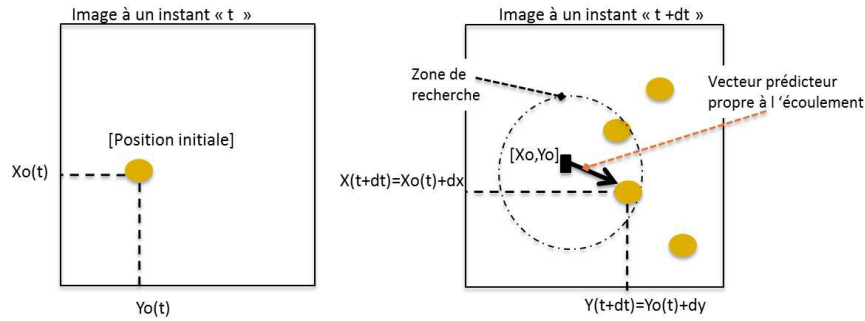 Image à un instant « t »
[Position initiale]
Xo(t)
Yo(t)
Image à un instant « t +dt »
Zone de
recherche
Vecteur prédicteur
propre à l 'écoulement
[Xo,Yo]
X(t+dt)=Xo(t)+dx
Y(t+dt)=Yo(t)+dy